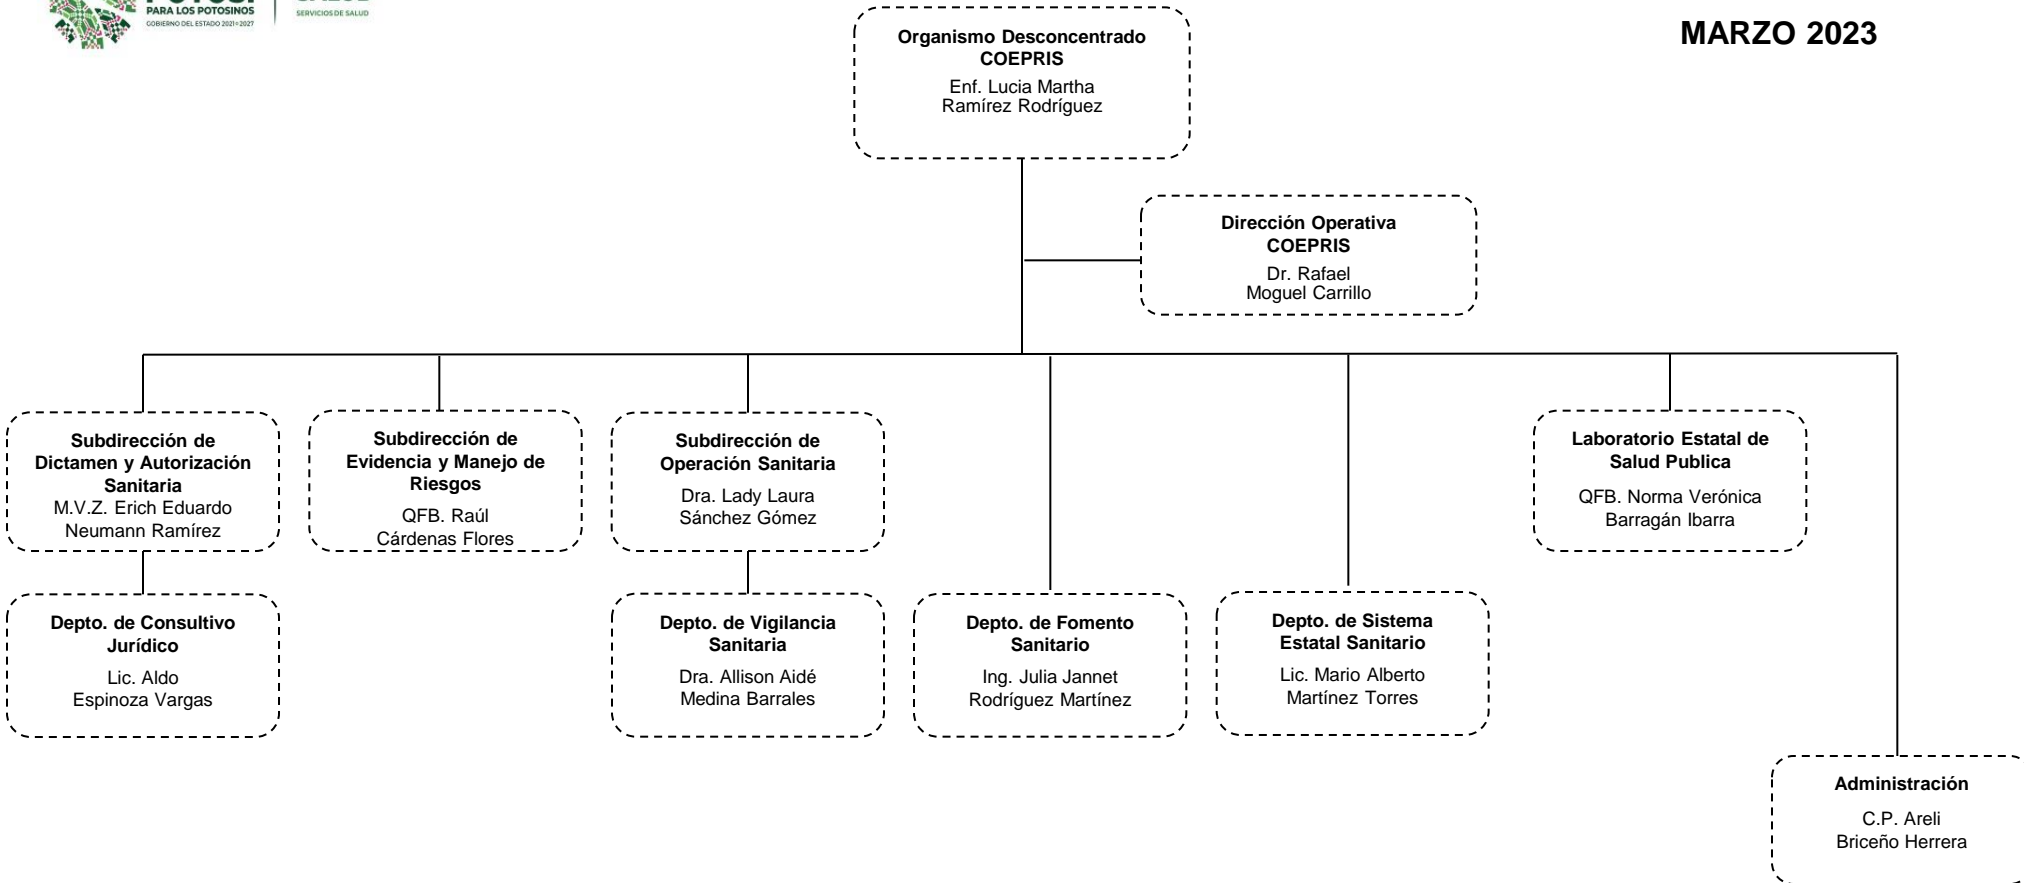 PARA LOS POTOSINOS
GOBIERNO DEL ESTADO 2021-2027
SERVICIOS DE SALUD
MARZO 2023
Organismo Desconcentrado
COEPRIS
Enf. Lucia Martha
Ramírez Rodríguez
Dirección Operativa
COEPRIS
Dr. Rafael
Moguel Carrillo
Subdirección de
Dictamen y Autorización
Sanitaria
M.V.Z. Erich Eduardo
Neumann Ramírez
Subdirección de
Evidencia y Manejo de
Riesgos
QFB. Raúl
Cárdenas Flores
Subdirección de
Operación Sanitaria
Dra. Lady Laura
Sánchez Gómez
Laboratorio Estatal de
Salud Publica
QFB. Norma Verónica
Barragán Ibarra
Depto. de Consultivo
Jurídico
Lic. Aldo
Espinoza Vargas
Depto. de Vigilancia
Sanitaria
Dra. Allison Aidé
Medina Barrales
Depto. de Fomento
Sanitario
Ing. Julia Jannet
Rodríguez Martínez
Depto. de Sistema
Estatal Sanitario
Lic. Mario Alberto
Martínez Torres
Administración
C.P. Areli
Briceño Herrera